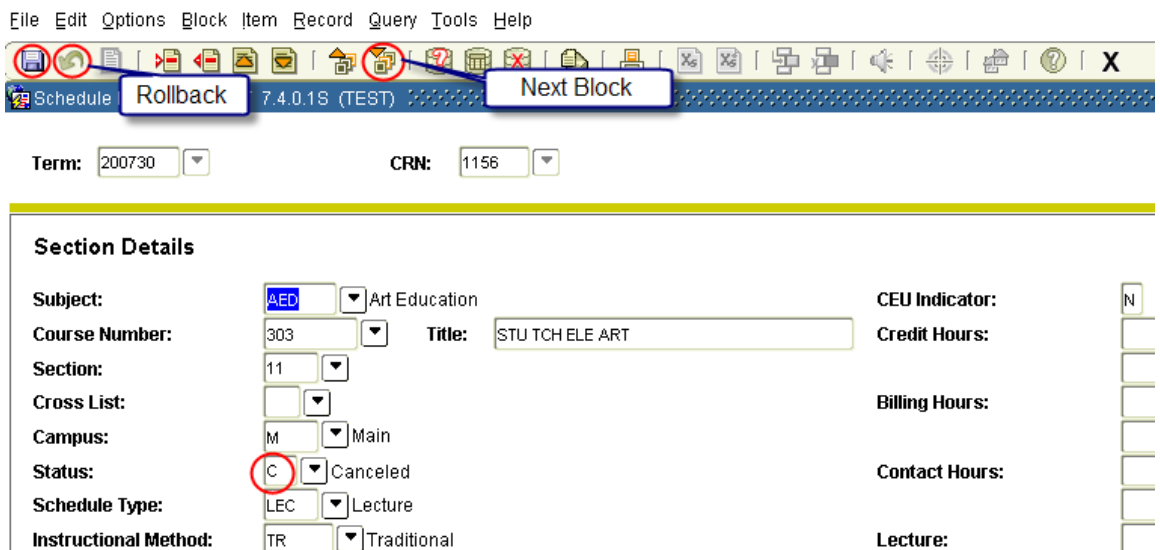 File Edit Options Block Item Record Query Tools Help
Rollback
Next Block
Schedule 7.4.0.1S (TEST)
Term: 200730 CRN: 1156
Section Details
Subject: AED Art Education CEU Indicator: N
Course Number: 303 Title: STU TCH ELE ART Credit Hours:
Section: 11
Cross List: Billing Hours:
Campus: M Main
Status: C Canceled Contact Hours:
Schedule Type: LEC Lecture
Instructional Method: TR Traditional Lecture: